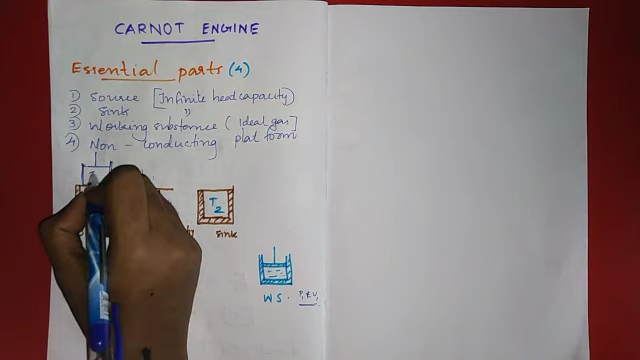 CARNOT ENGINE
Essential parts (4)
① Source [Infinite heat capacity)
② Sink "
③ Working substance ( Ideal gas]
④ Non - conducting plat form
T2
Sink
WS.